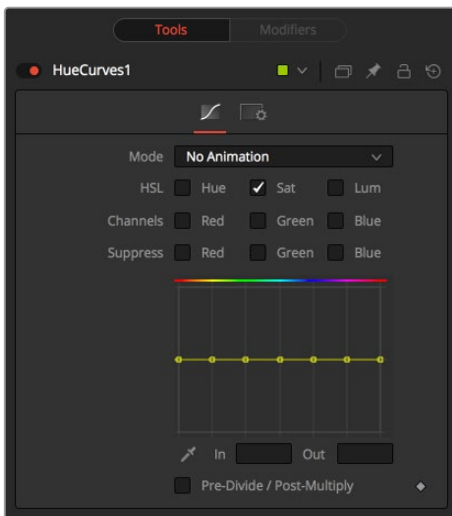 Tools Modifiers
HueCurves1
Mode No Animation
HSL Hue Sat Lum
Channels Red Green Blue
Suppress Red Green Blue
In Out
Pre-Divide / Post-Multiply